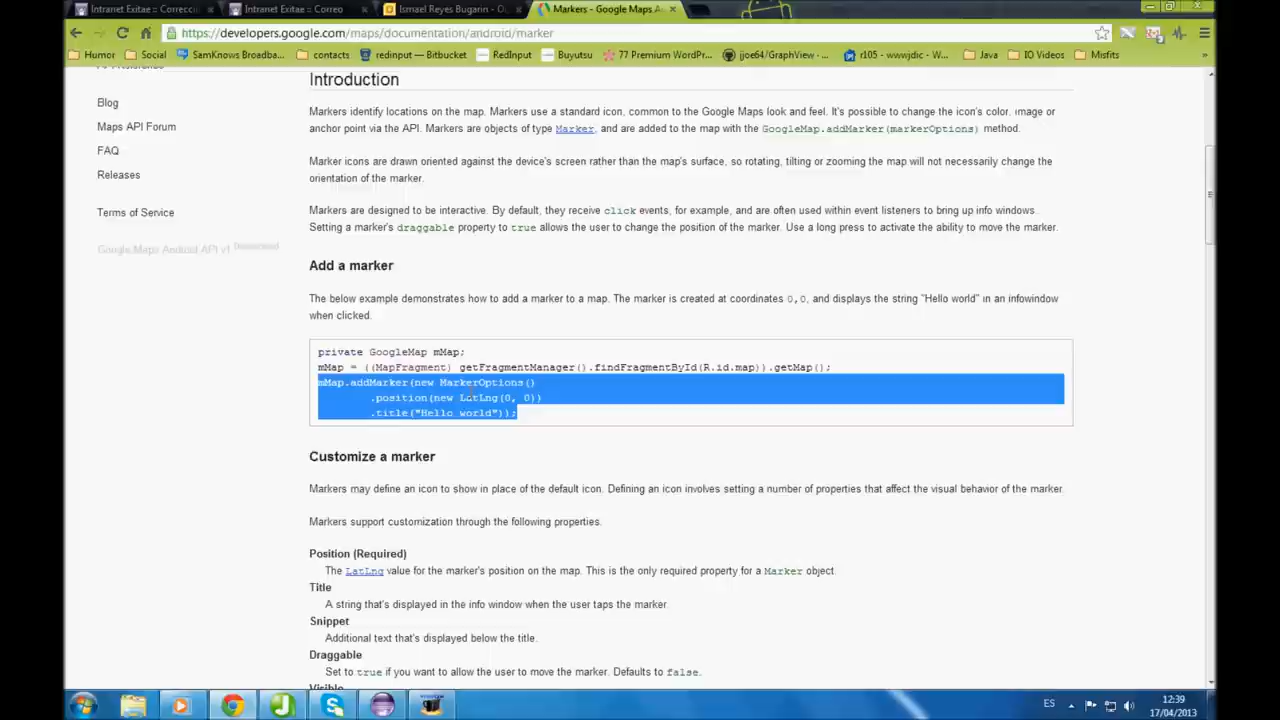 Intranet Exitae :: Correcc
Intranet Exitae :: Correo
Ismael Reyes Bugarin - O...
Markers - Google Maps A
https://developers.google.com/maps/documentation/android/marker
Humor
Social
SamKnows Broadba...
contacts
redinput — Bitbucket
RedInput
Buyutsu
77 Premium WordPr...
jjoe64/GraphView - ...
r105 - wwwjdic - W...
Java
IO Videos
Misfits
»
Blog
Maps API Forum
FAQ
Releases
Terms of Service
Google Maps Android API v1 Deprecated
Introduction
Markers identify locations on the map. Markers use a standard icon, common to the Google Maps look and feel. It's possible to change the icon's color, image or
anchor point via the API. Markers are objects of type Marker, and are added to the map with the GoogleMap.addMarker(markerOptions) method.
Marker icons are drawn oriented against the device's screen rather than the map's surface, so rotating, tilting or zooming the map will not necessarily change the
orientation of the marker.
Markers are designed to be interactive. By default, they receive click events, for example, and are often used within event listeners to bring up info windows.
Setting a marker's draggable property to true allows the user to change the position of the marker. Use a long press to activate the ability to move the marker.
Add a marker
The below example demonstrates how to add a marker to a map. The marker is created at coordinates 0,0, and displays the string "Hello world" in an infowindow
when clicked.
private GoogleMap mMap;
mMap = ((MapFragment) getFragmentManager().findFragmentById(R.id.map)).getMap();
mMap.addMarker(new MarkerOptions()
.position(new LatLng(0, 0))
.title("Hello world"));
Customize a marker
Markers may define an icon to show in place of the default icon. Defining an icon involves setting a number of properties that affect the visual behavior of the marker.
Markers support customization through the following properties.
Position (Required)
The LatLng value for the marker's position on the map. This is the only required property for a Marker object.
Title
A string that's displayed in the info window when the user taps the marker.
Snippet
Additional text that's displayed below the title.
Draggable
Set to true if you want to allow the user to move the marker. Defaults to false.
Visible
ES
12:39
17/04/2013